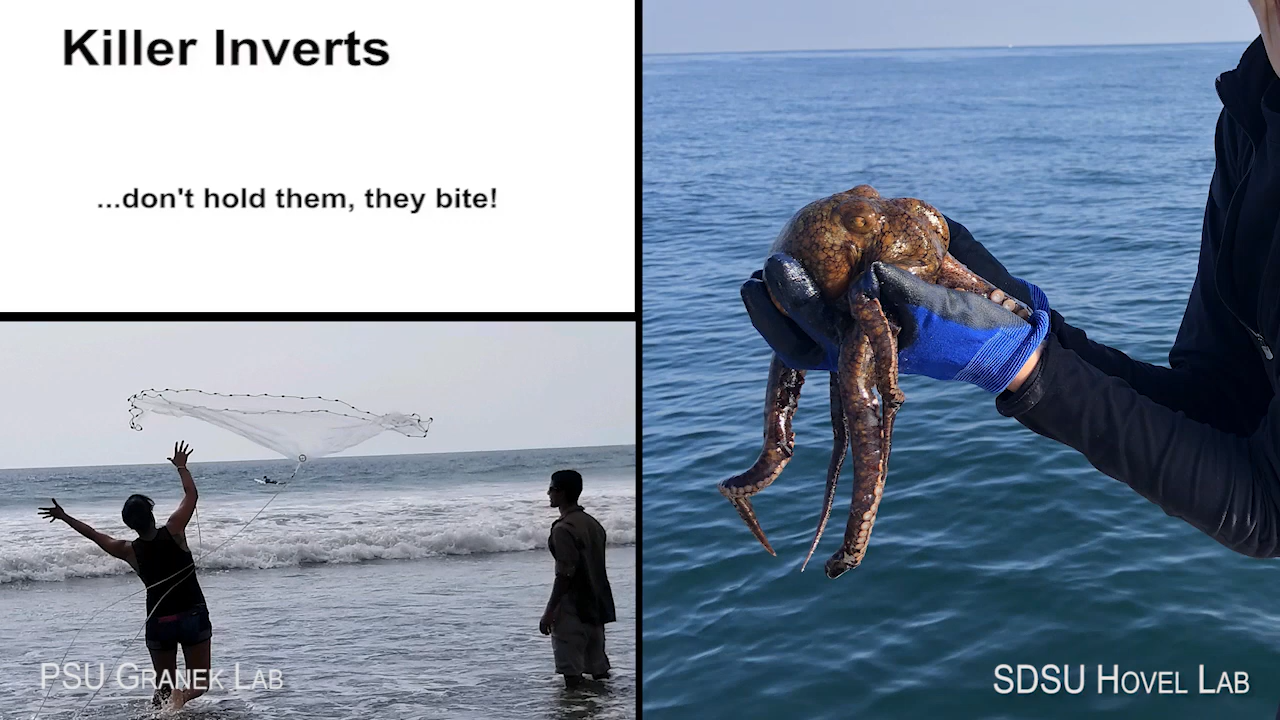 Killer Inverts
...don't hold them, they bite!
PSU Granek Lab
SDSU Hovel Lab